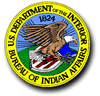 U.S. DEPARTMENT OF THE INTERIOR
1824
BUREAU OF INDIAN AFFAIRS